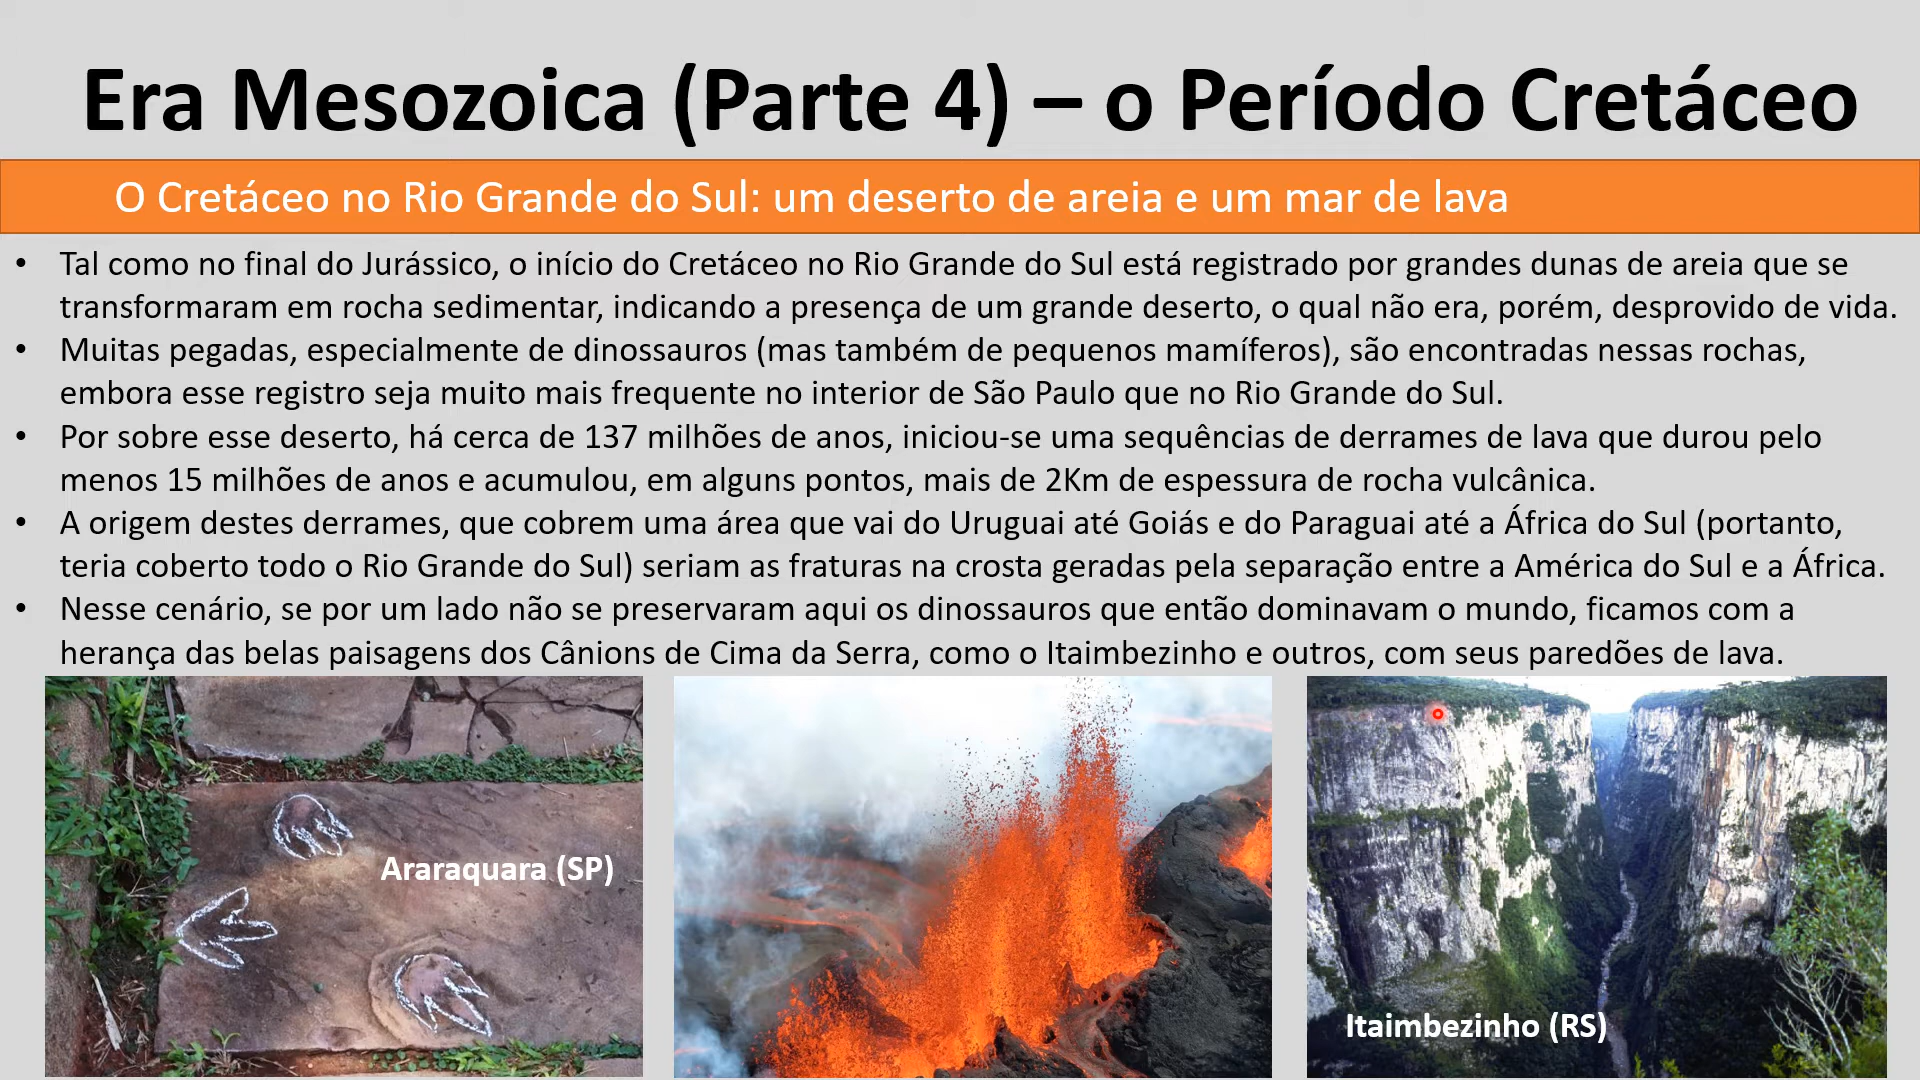 Era Mesozoica (Parte 4) – o Período Cretáceo
O Cretáceo no Rio Grande do Sul: um deserto de areia e um mar de lava
• Tal como no final do Jurássico, o início do Cretáceo no Rio Grande do Sul está registrado por grandes dunas de areia que se
transformaram em rocha sedimentar, indicando a presença de um grande deserto, o qual não era, porém, desprovido de vida.
• Muitas pegadas, especialmente de dinossauros (mas também de pequenos mamíferos), são encontradas nessas rochas,
embora esse registro seja muito mais frequente no interior de São Paulo que no Rio Grande do Sul.
• Por sobre esse deserto, há cerca de 137 milhões de anos, iniciou-se uma sequências de derrames de lava que durou pelo
menos 15 milhões de anos e acumulou, em alguns pontos, mais de 2Km de espessura de rocha vulcânica.
• A origem destes derrames, que cobrem uma área que vai do Uruguai até Goiás e do Paraguai até a África do Sul (portanto,
teria coberto todo o Rio Grande do Sul) seriam as fraturas na crosta geradas pela separação entre a América do Sul e a África.
• Nesse cenário, se por um lado não se preservaram aqui os dinossauros que então dominavam o mundo, ficamos com a
herança das belas paisagens dos Cânions de Cima da Serra, como o Itaimbezinho e outros, com seus paredões de lava.
Araraquara (SP)
Itaimbezinho (RS)